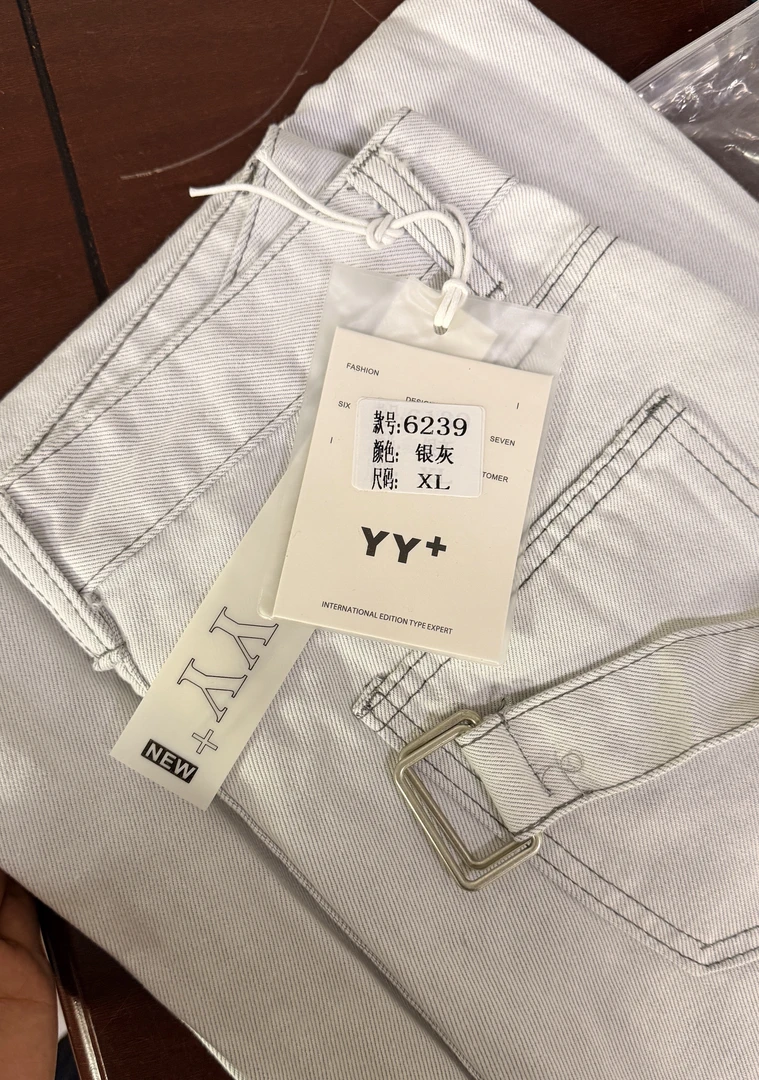 FASHION
SIX DESIGN I
款号:6239
I SEVEN
颜色: 银灰
TOMER
尺码: XL
YY+
INTERNATIONAL EDITION TYPE EXPERT
YY+
NEW